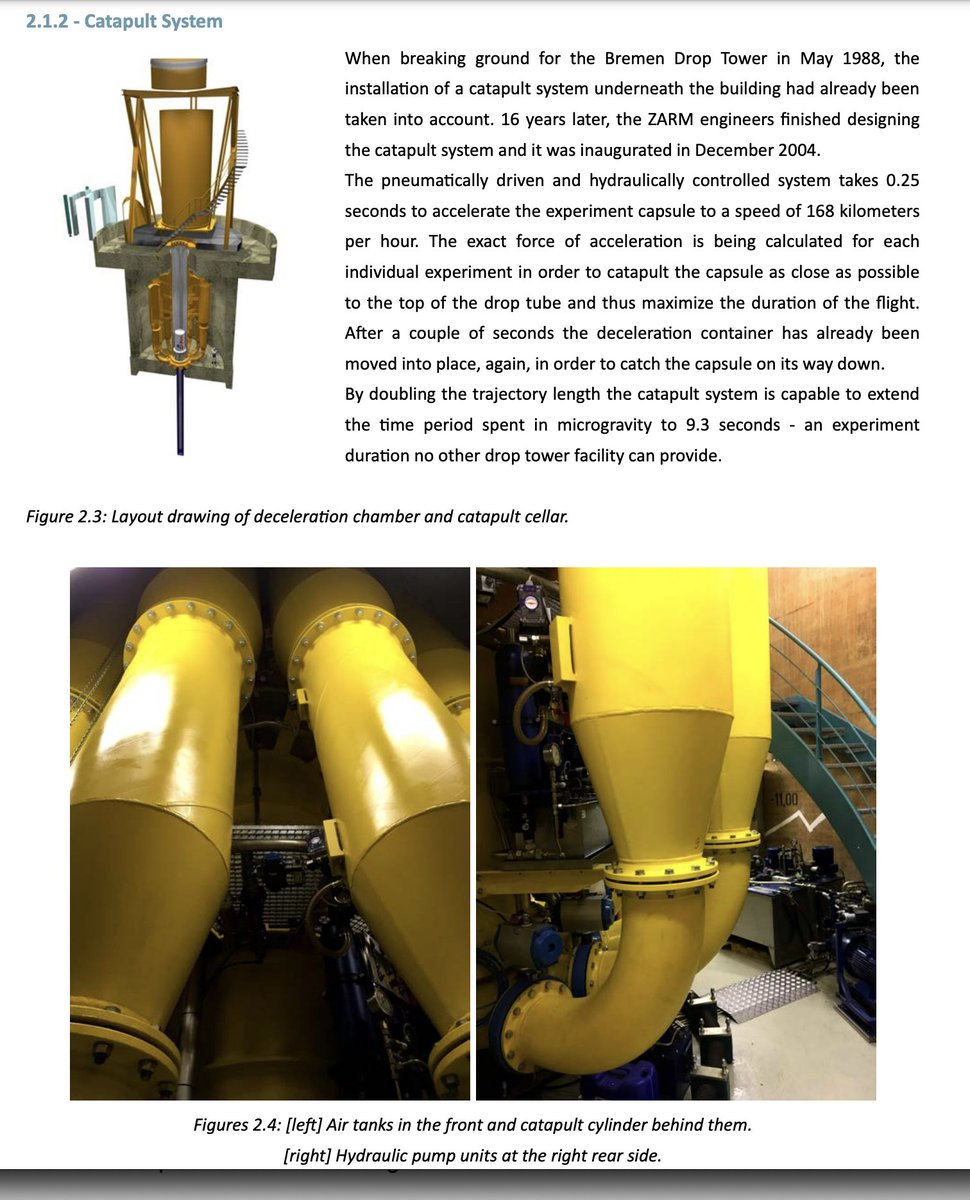 2.1.2 - Catapult System
When breaking ground for the Bremen Drop Tower in May 1988, the
installation of a catapult system underneath the building had already been
taken into account. 16 years later, the ZARM engineers finished designing
the catapult system and it was inaugurated in December 2004.
The pneumatically driven and hydraulically controlled system takes 0.25
seconds to accelerate the experiment capsule to a speed of 168 kilometers
per hour. The exact force of acceleration is being calculated for each
individual experiment in order to catapult the capsule as close as possible
to the top of the drop tube and thus maximize the duration of the flight.
After a couple of seconds the deceleration container has already been
moved into place, again, in order to catch the capsule on its way down.
By doubling the trajectory length the catapult system is capable to extend
the time period spent in microgravity to 9.3 seconds - an experiment
duration no other drop tower facility can provide.
Figure 2.3: Layout drawing of deceleration chamber and catapult cellar.
-11,00
Figures 2.4: [left] Air tanks in the front and catapult cylinder behind them.
[right] Hydraulic pump units at the right rear side.